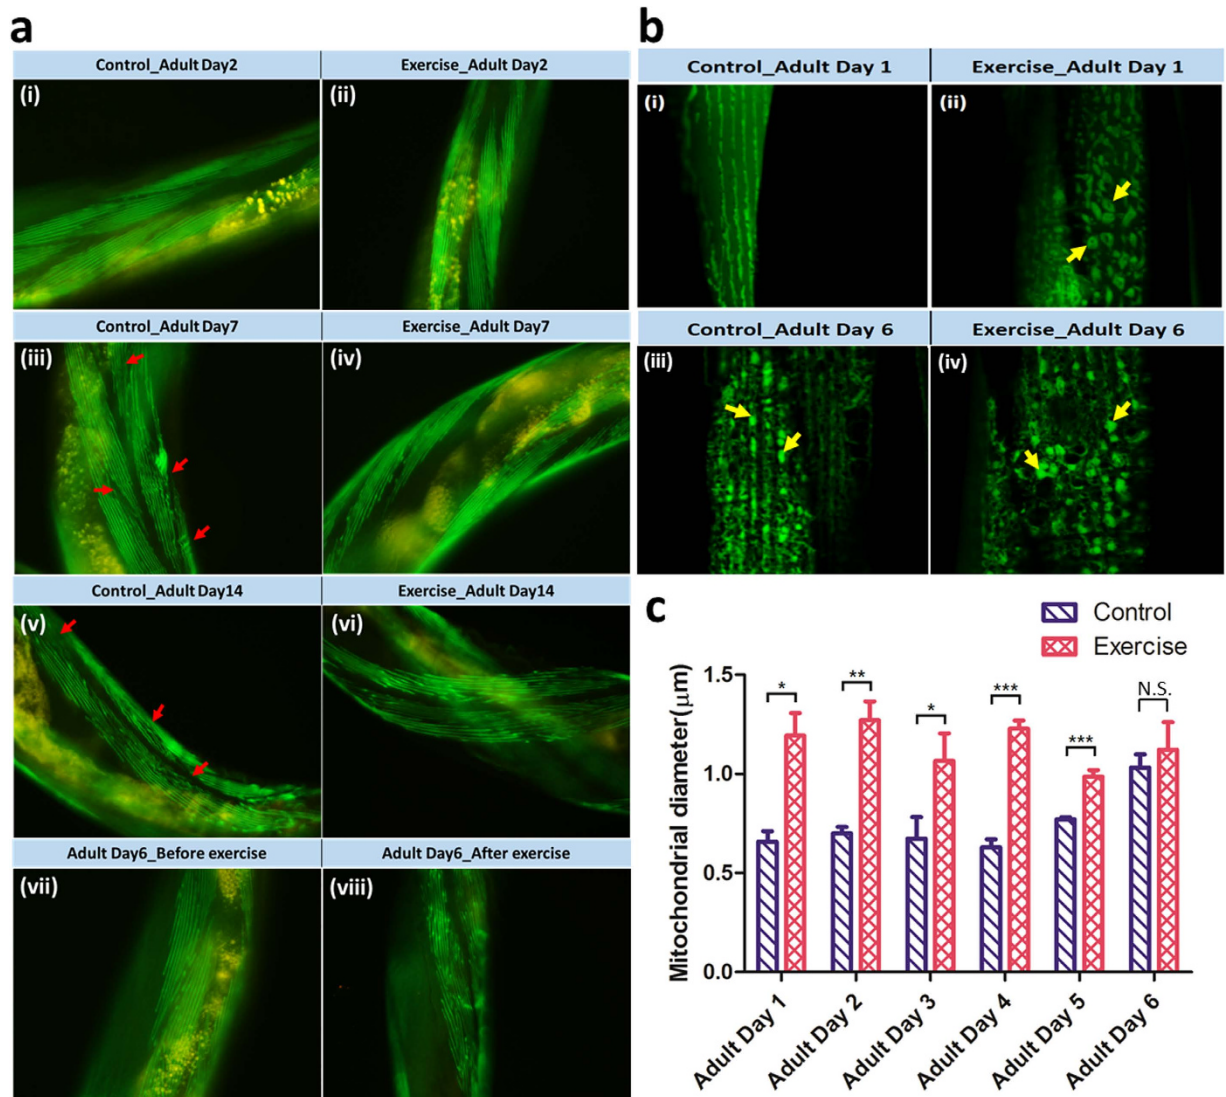 a
Control_Adult Day2
Exercise_Adult Day2
(i)
(ii)
Control_Adult Day7
Exercise_Adult Day7
(iii)
(iv)
Control_Adult Day14
Exercise_Adult Day14
(v)
(vi)
Adult Day6_Before exercise
Adult Day6_After exercise
(vii)
(viii)
b
Control_Adult Day 1
Exercise_Adult Day 1
(i)
(ii)
Control_Adult Day 6
Exercise_Adult Day 6
(iii)
(iv)
c
Control
Exercise
Mitochondrial diameter(μm)
1.5
1.0
0.5
0.0
*
**
*
***
***
N.S.
Adult Day 1
Adult Day 2
Adult Day 3
Adult Day 4
Adult Day 5
Adult Day 6